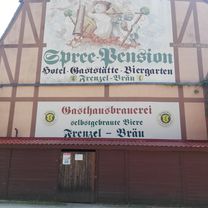 Spree-Pension
Hotel-Gaststätte-Biergarten
Frenzel-Bräu
Gasthausbrauerei
selbstgebraute Biere
Frenzel - Bräu